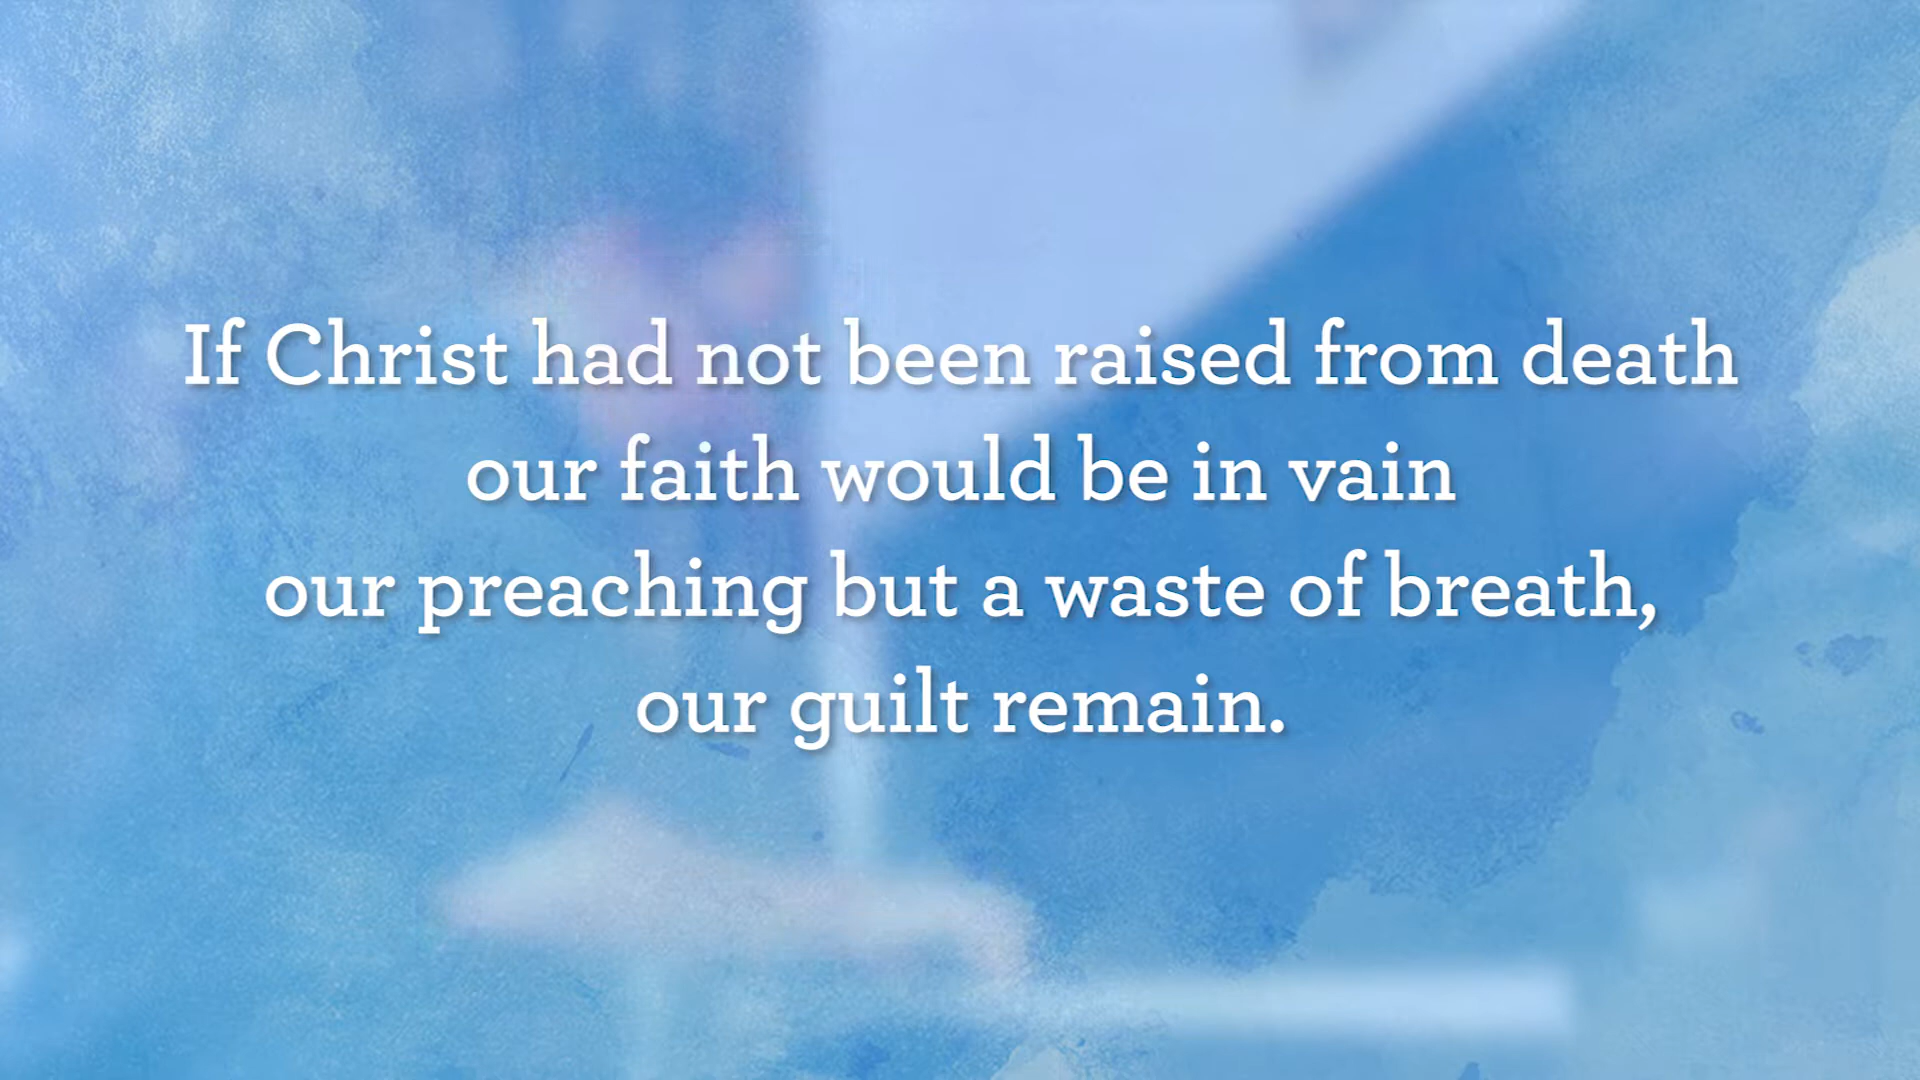 If Christ had not been raised from death
our faith would be in vain
our preaching but a waste of breath,
our guilt remain.